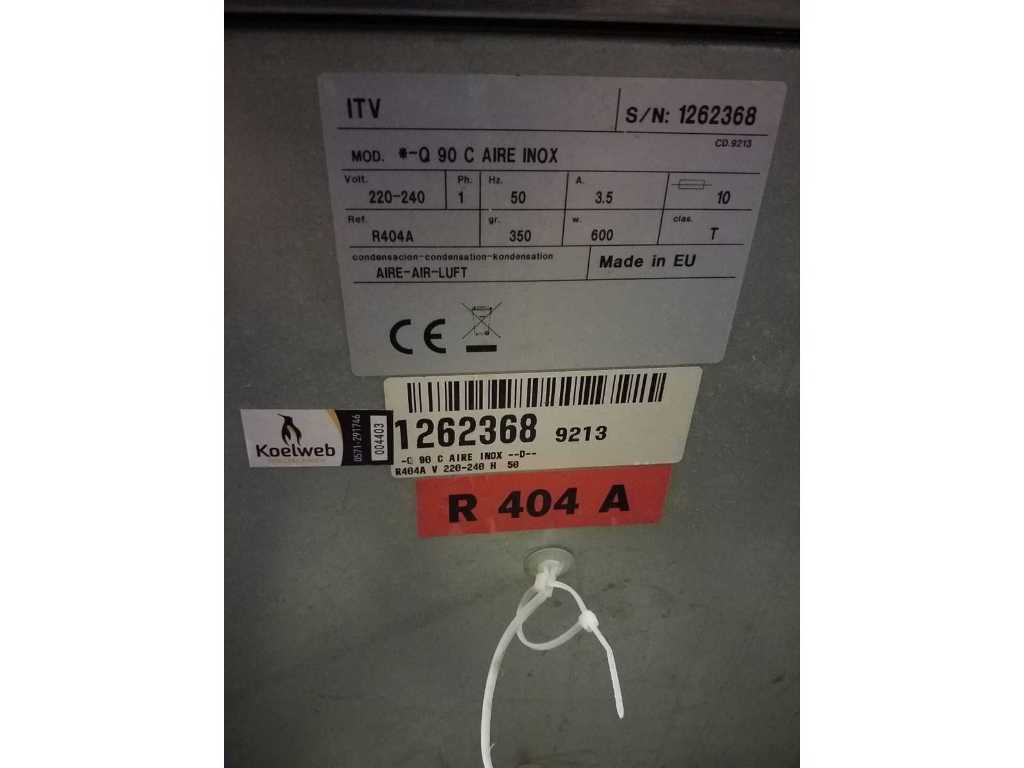 ITV
S/N: 1262368
CD.9213
MOD. *-Q 90 C AIRE INOX
Volt. Ph. Hz. A.
220-240 1 50 3.5 10
Ref. gr. w. clas.
R404A 350 600 T
condensacion-condensation-kondensation
AIRE-AIR-LUFT
Made in EU
CE
1262368 9213
-Q 90 C AIRE INOX --D--
R404A V 220-240 H 50
Koelweb
0571-291746
004403
R 404 A